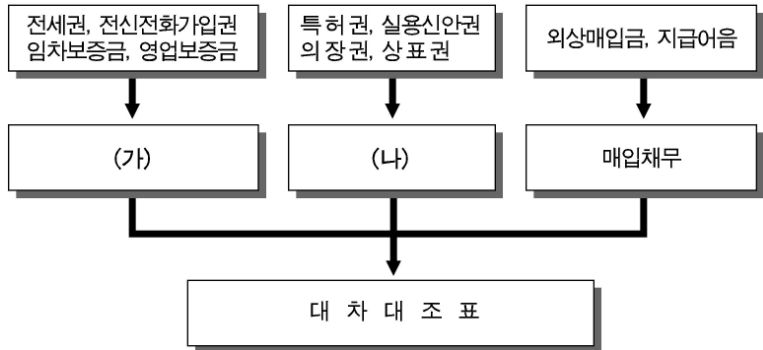 전세권, 전신전화가입권
임차보증금, 영업보증금
특허권, 실용신안권
의장권, 상표권
외상매입금, 지급어음
(가)
(나)
매입채무
대 차 대 조 표